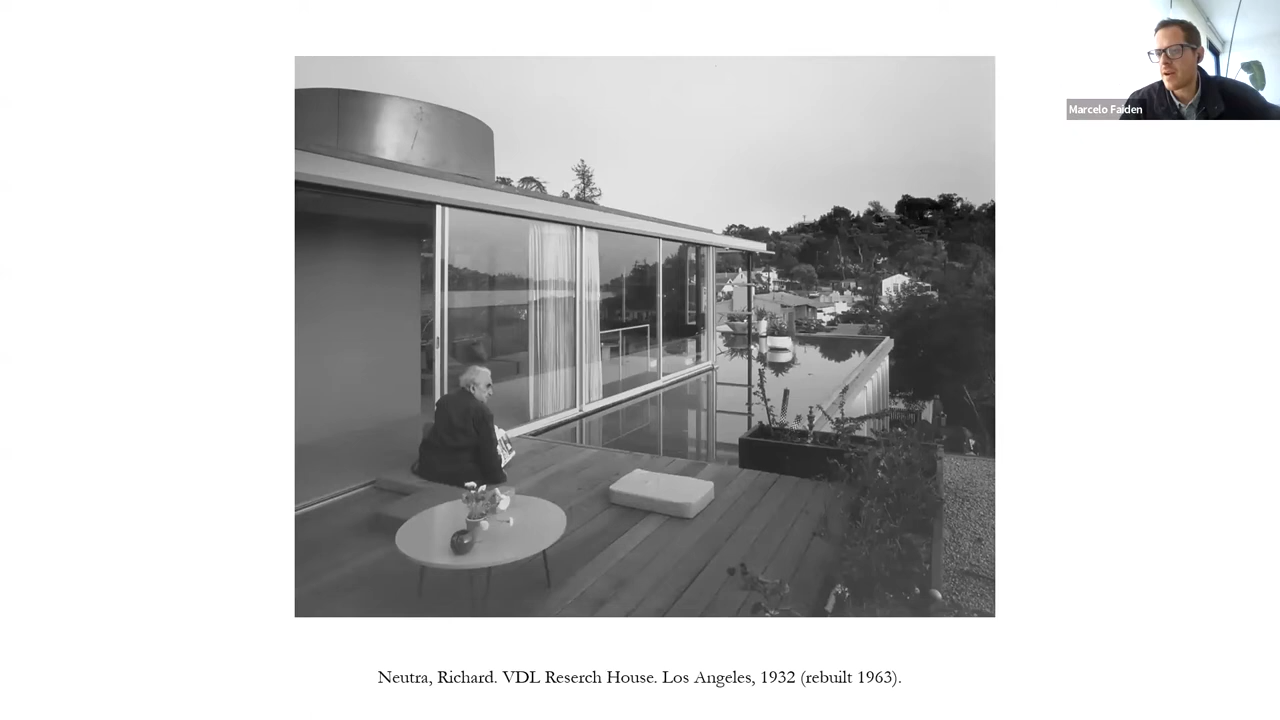 Marcelo Faiden
Neutra, Richard. VDL Reserch House. Los Angeles, 1932 (rebuilt 1963).